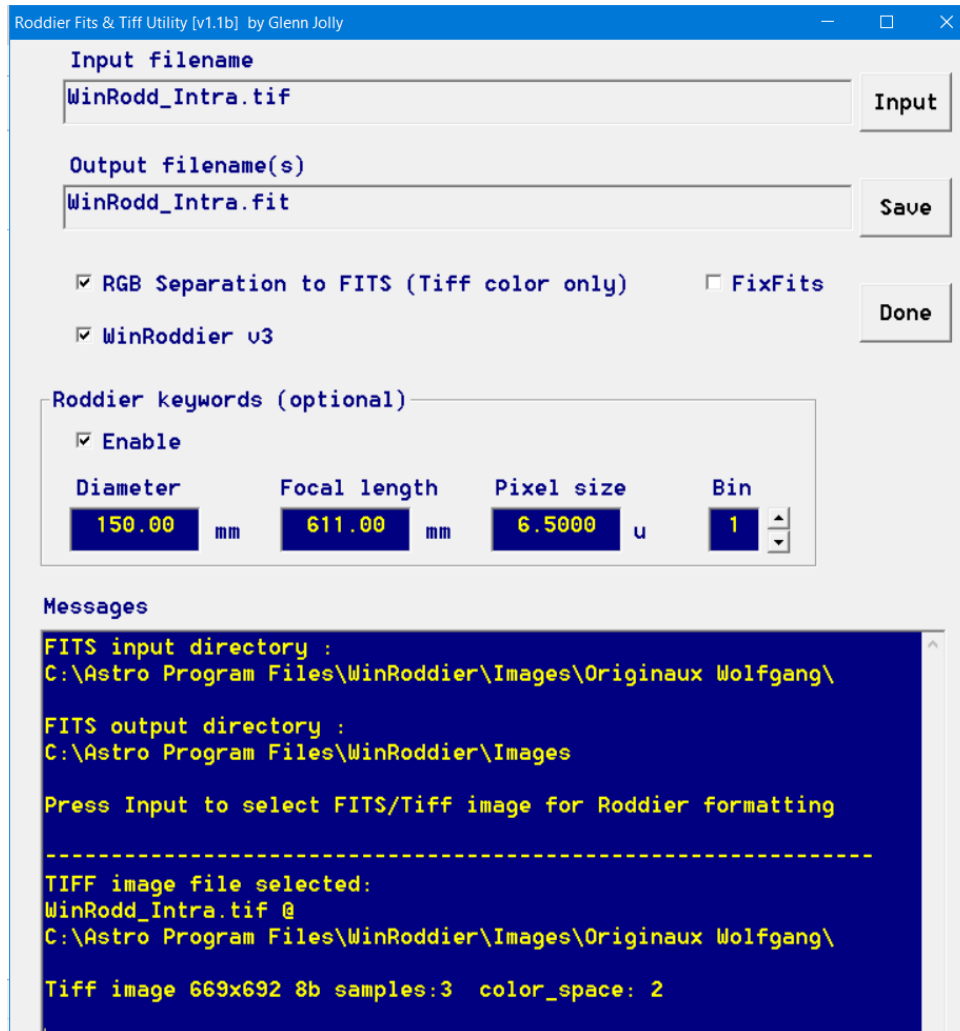 Roddier Fits & Tiff Utility [v1.1b] by Glenn Jolly
Input filename
WinRodd_Intra.tif
Input
Output filename(s)
WinRodd_Intra.fit
Save
RGB Separation to FITS (Tiff color only)
FixFits
Done
WinRoddier v3
Roddier keywords (optional)
Enable
Diameter
Focal length
Pixel size
Bin
150.00 mm
611.00 mm
6.5000 u
1
Messages
FITS input directory :
C:\Astro Program Files\WinRoddier\Images\Originaux Wolfgang\
FITS output directory :
C:\Astro Program Files\WinRoddier\Images
Press Input to select FITS/Tiff image for Roddier formatting
---------------------------------------------------------------
TIFF image file selected:
WinRodd_Intra.tif @
C:\Astro Program Files\WinRoddier\Images\Originaux Wolfgang\
Tiff image 669x692 8b samples:3 color_space: 2